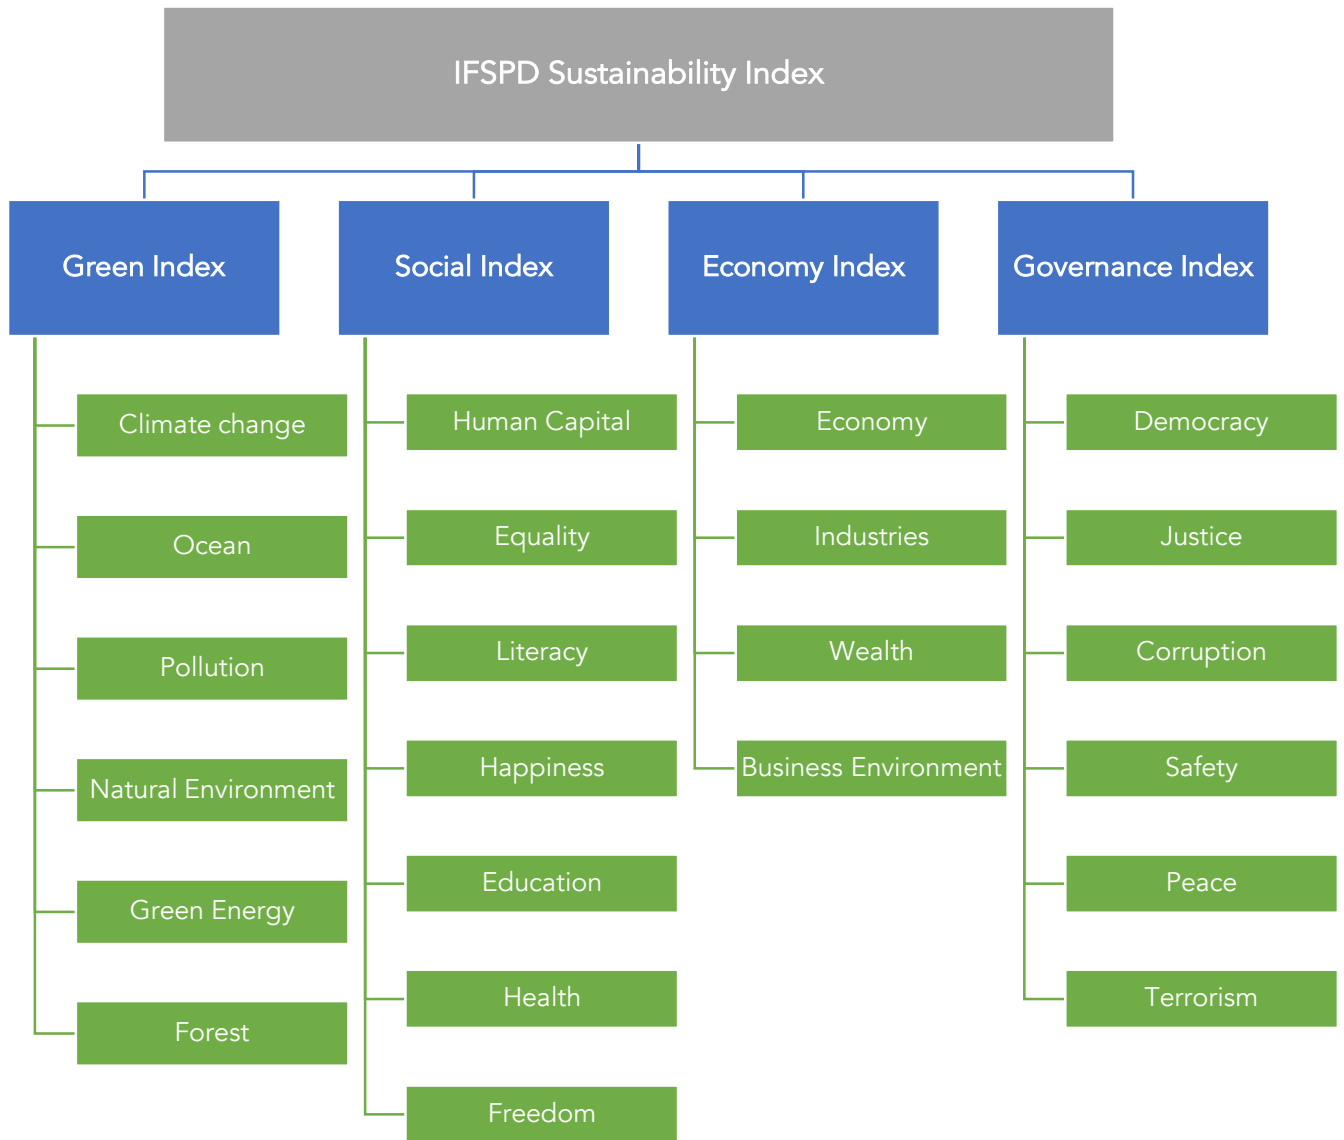 IFSPD Sustainability Index
Green Index
Social Index
Economy Index
Governance Index
Climate change
Ocean
Pollution
Natural Environment
Green Energy
Forest
Human Capital
Equality
Literacy
Happiness
Education
Health
Freedom
Economy
Industries
Wealth
Business Environment
Democracy
Justice
Corruption
Safety
Peace
Terrorism